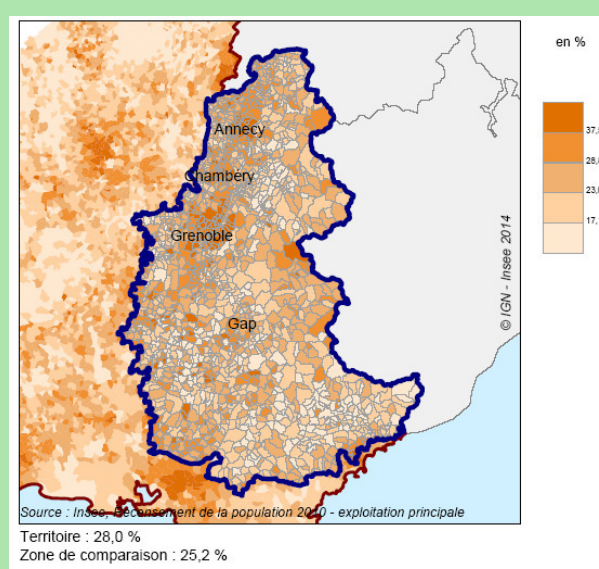 en %
37,
28,
23,
17,
Annecy
Chambéry
Grenoble
Gap
© IGN - Insee 2014
Source : Insee, Recensement de la population 2010 - exploitation principale
Territoire : 28,0 %
Zone de comparaison : 25,2 %